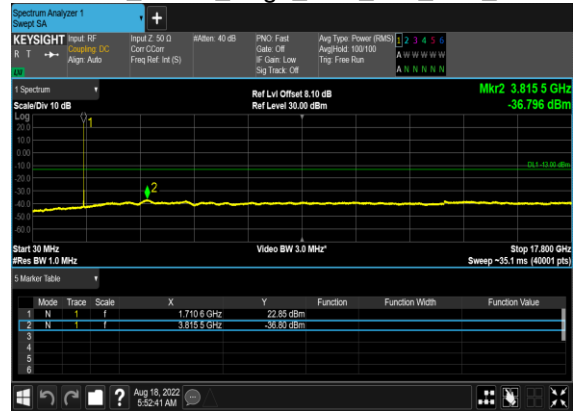 Spectrum Analyzer 1
Swept SA
+
KEYSIGHT Input: RF Input Z: 50 Ω #Atten: 40 dB PNO: Fast Avg Type: Power (RMS) 1 2 3 4 5 6
R T Coupling: DC Corr CCorr Gate: Off Avg|Hold: 100/100 A W W W W W
Align: Auto Freq Ref: Int (S) IF Gain: Low Trig: Free Run
Sig Track: Off A N N N N N
LW
1 Spectrum Ref Lvl Offset 8.10 dB Mkr2 3.815 5 GHz
Scale/Div 10 dB Ref Level 30.00 dBm -36.796 dBm
Log
1
20.0
10.0
0.00
-10.0
DL1 -13.00 dBm
-20.0
2
-30.0
-40.0
-50.0
-60.0
Start 30 MHz Video BW 3.0 MHz* Stop 17.800 GHz
#Res BW 1.0 MHz Sweep ~35.1 ms (40001 pts)
5 Marker Table
Mode Trace Scale X Y Function Function Width Function Value
1 N 1 f 1.710 6 GHz 22.85 dBm
2 N 1 f 3.815 5 GHz -36.80 dBm
3
4
5
6
? Aug 18, 2022
5:52:41 AM